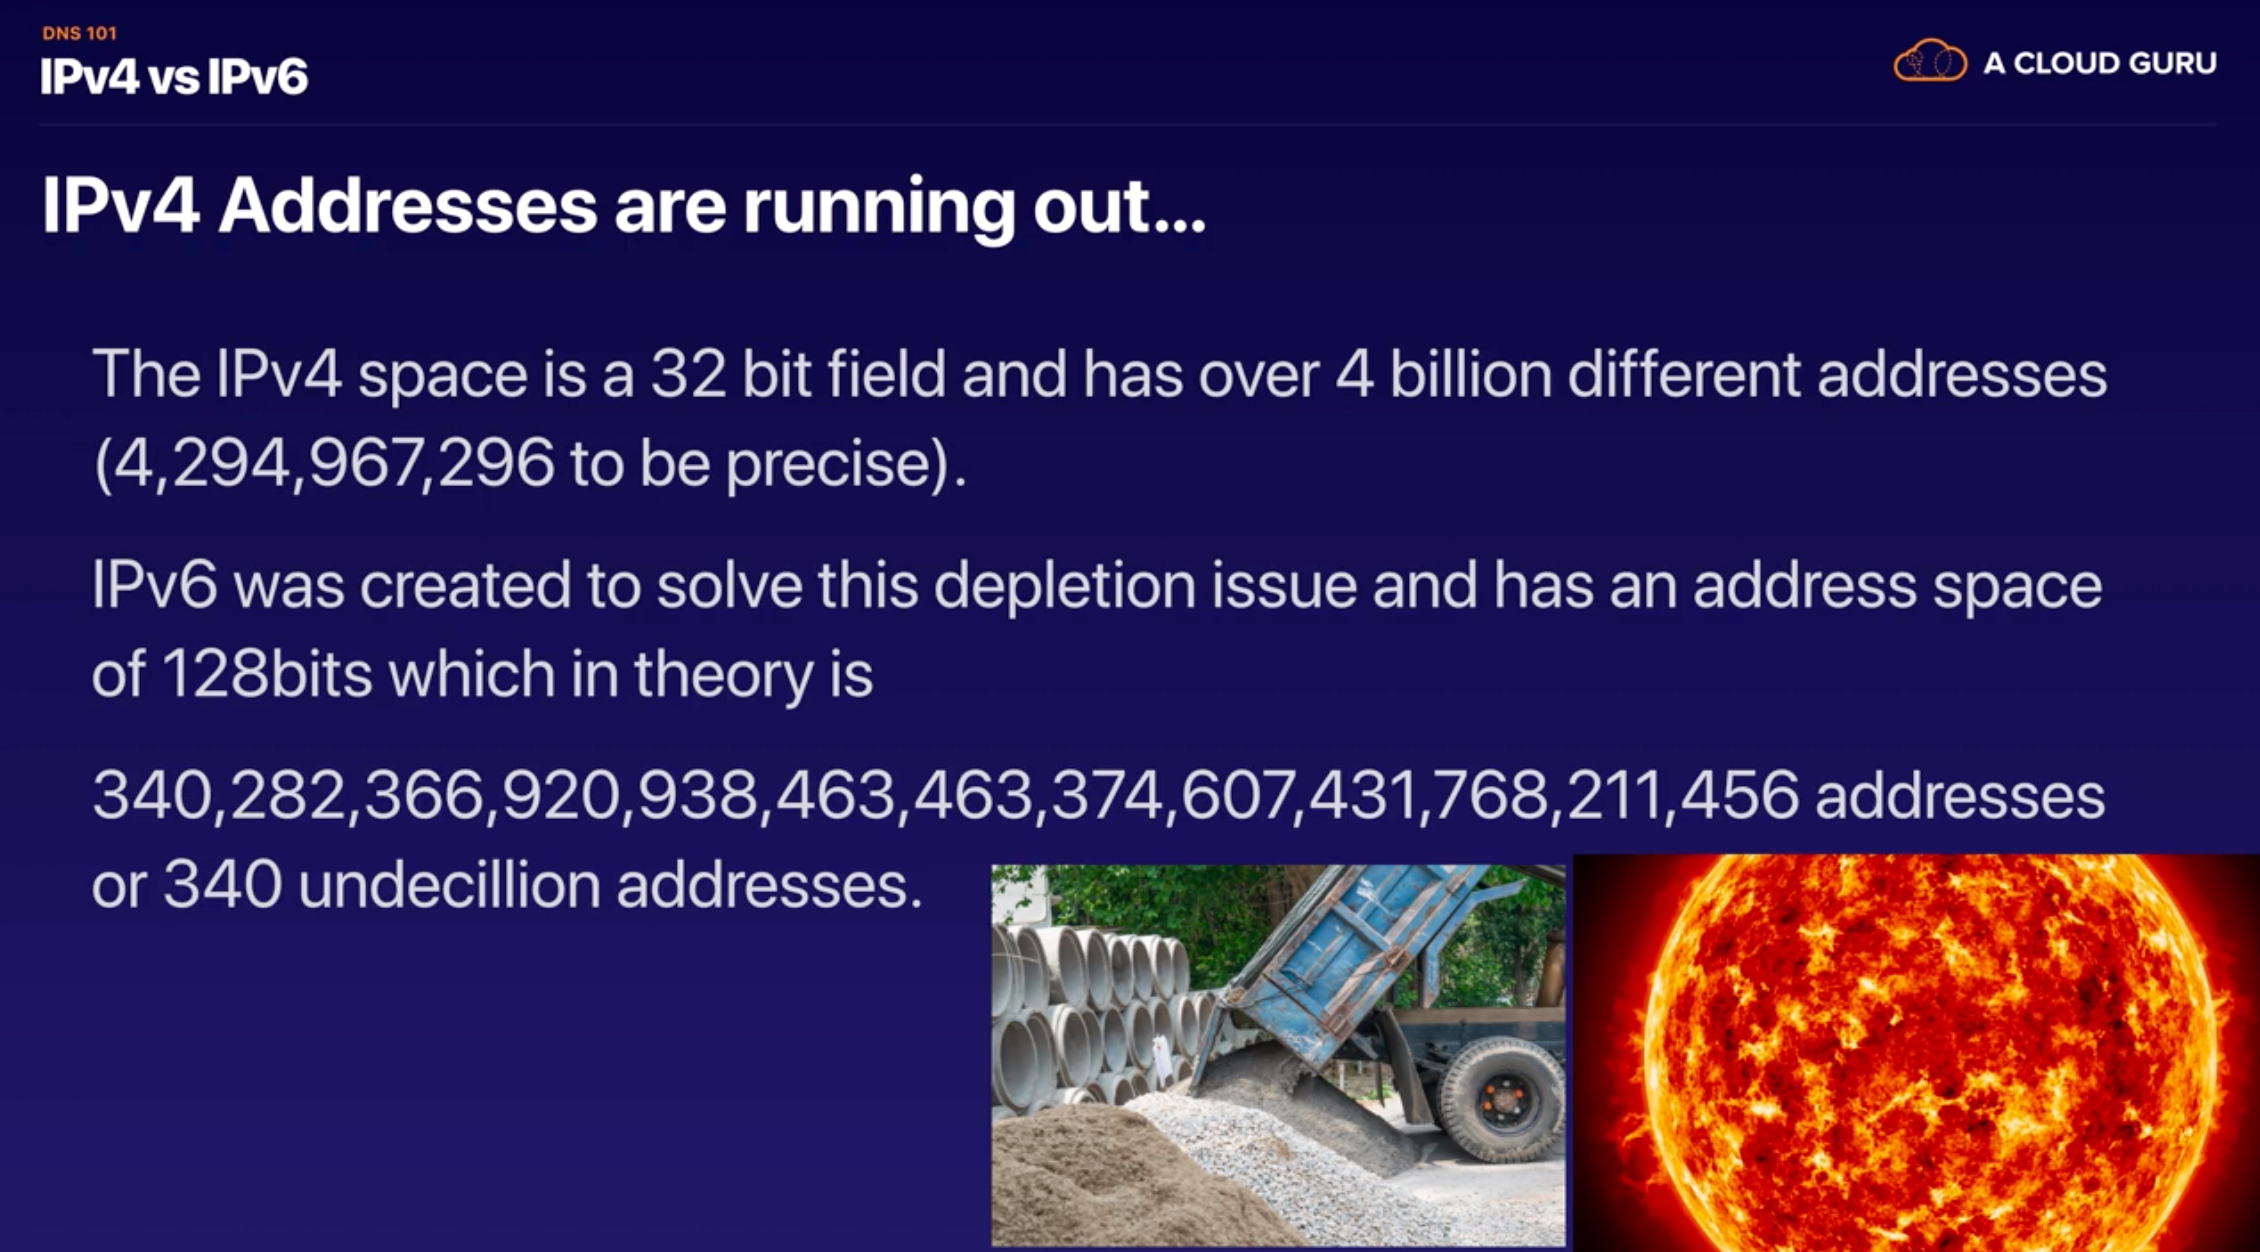 DNS 101
IPv4 vs IPv6
A CLOUD GURU
IPv4 Addresses are running out...
The IPv4 space is a 32 bit field and has over 4 billion different addresses
(4,294,967,296 to be precise).
IPv6 was created to solve this depletion issue and has an address space
of 128bits which in theory is
340,282,366,920,938,463,463,374,607,431,768,211,456 addresses
or 340 undecillion addresses.